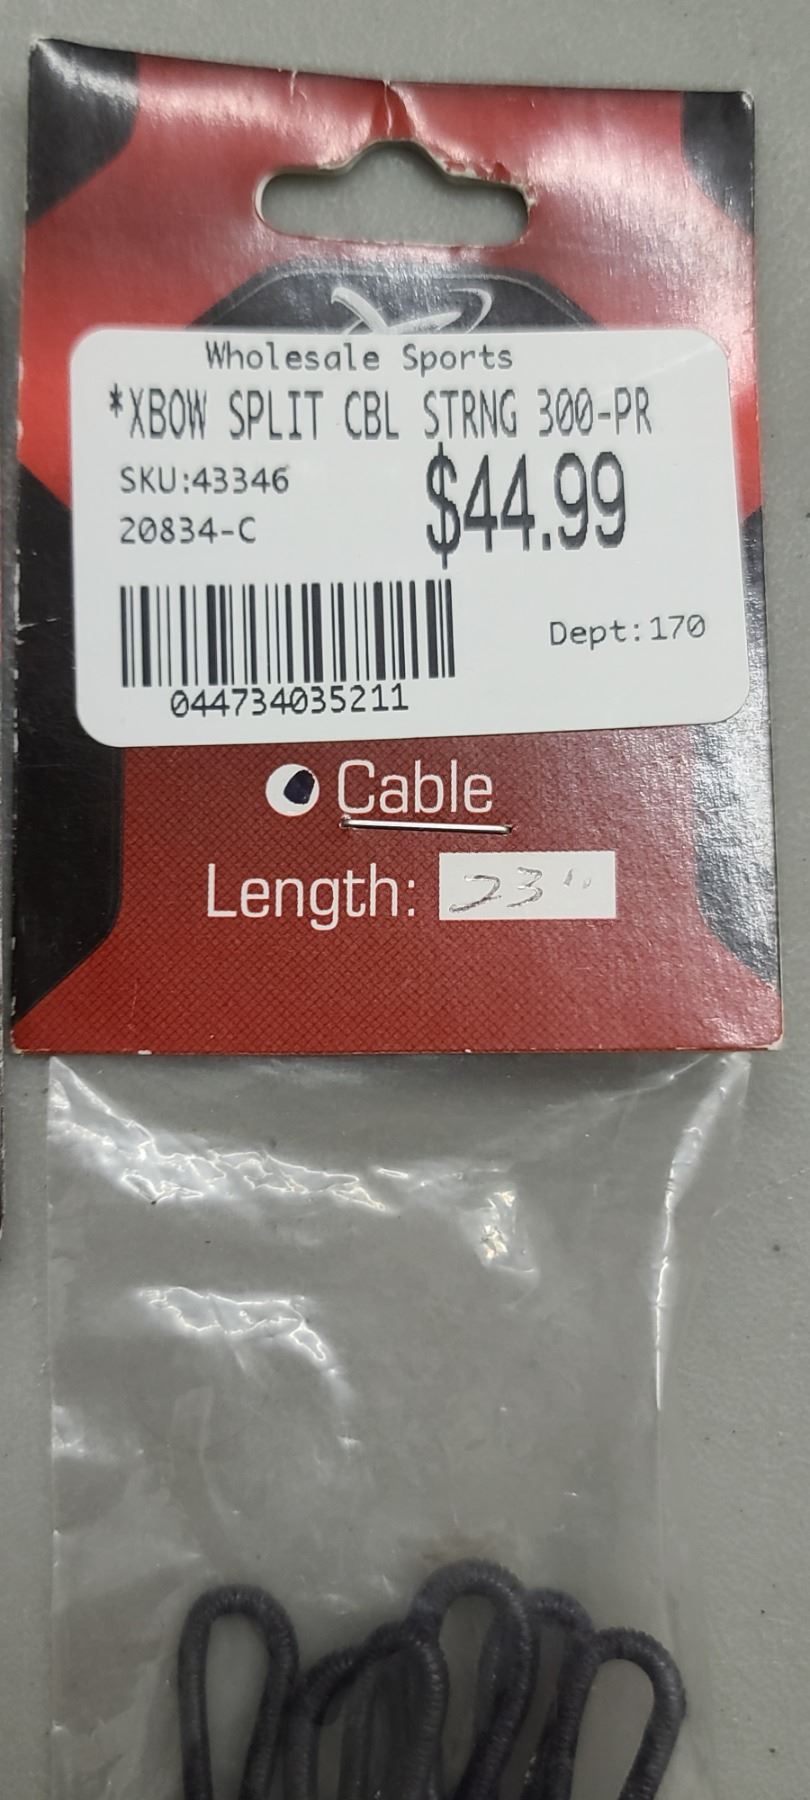 Wholesale Sports
*XBOW SPLIT CBL STRNG 300-PR
SKU:43346
$44.99
20834-C
Dept:170
044734035211
Cable
Length: 23"